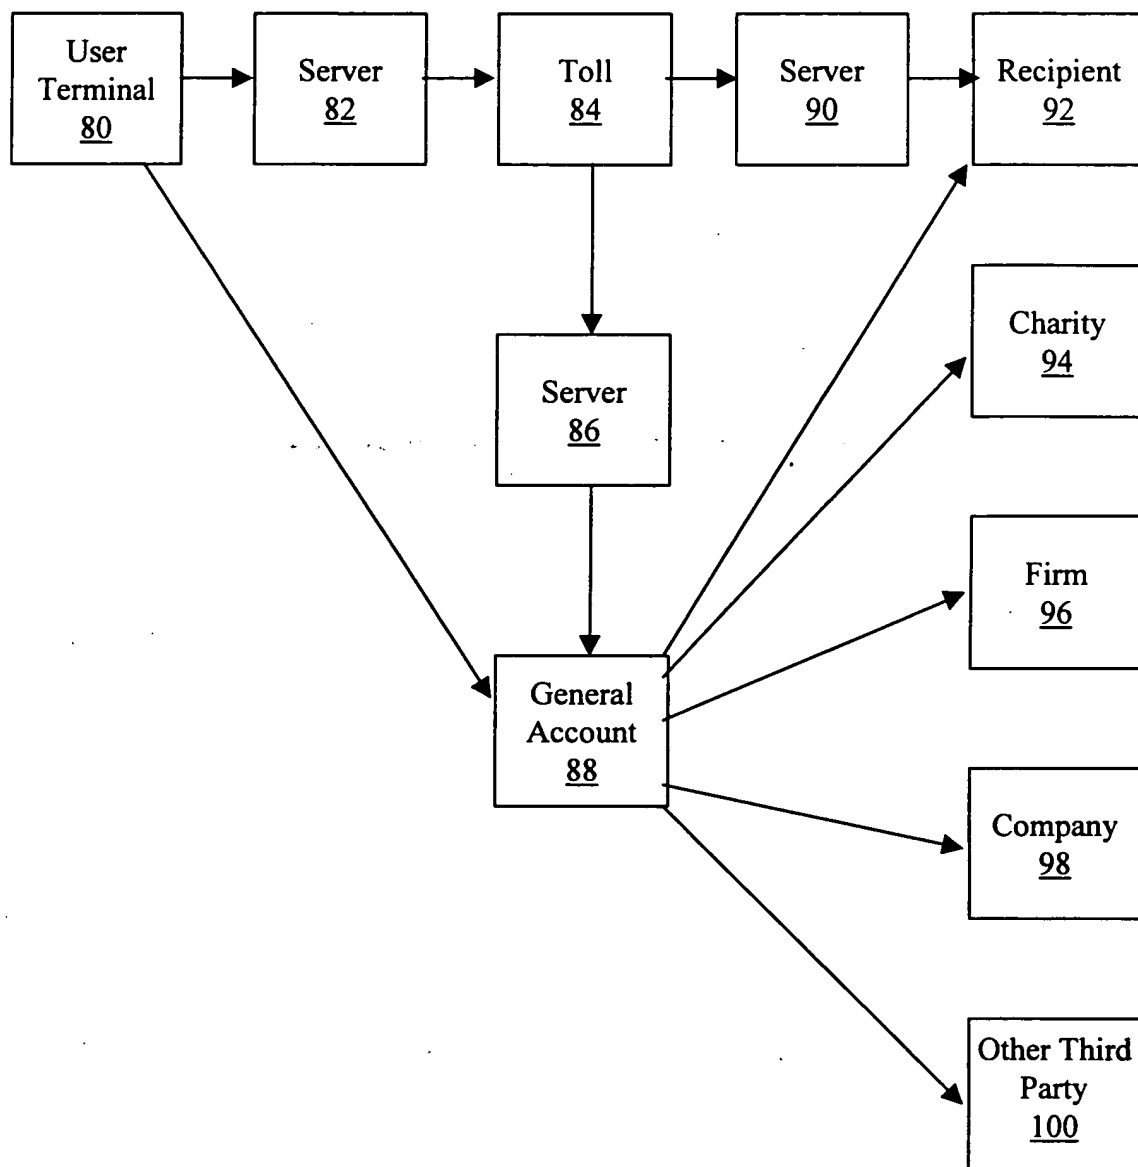 User
Terminal
80
Server
82
Toll
84
Server
90
Recipient
92
Charity
94
Server
86
Firm
96
General
Account
88
Company
98
Other Third
Party
100